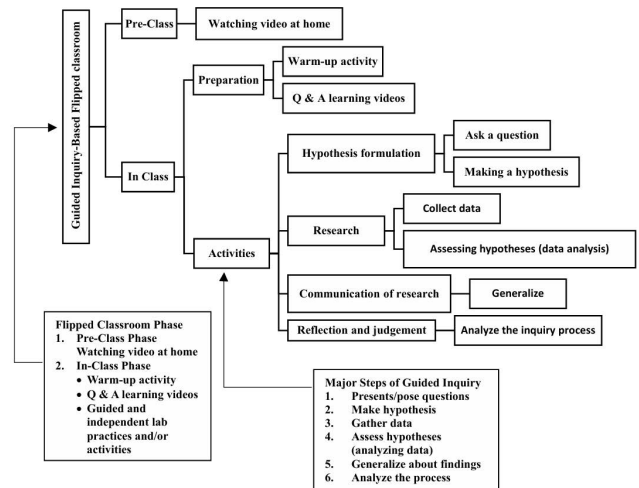 Guided Inquiry-Based Flipped classroom
Pre-Class
Watching video at home
In Class
Preparation
Warm-up activity
Q & A learning videos
Activities
Hypothesis formulation
Ask a question
Making a hypothesis
Research
Collect data
Assessing hypotheses (data analysis)
Communication of research
Generalize
Reflection and judgement
Analyze the inquiry process
Flipped Classroom Phase
1. Pre-Class Phase
Watching video at home
2. In-Class Phase
• Warm-up activity
• Q & A learning videos
• Guided and
independent lab
practices and/or
activities
Major Steps of Guided Inquiry
1. Presents/pose questions
2. Make hypothesis
3. Gather data
4. Assess hypotheses
(analyzing data)
5. Generalize about findings
6. Analyze the process